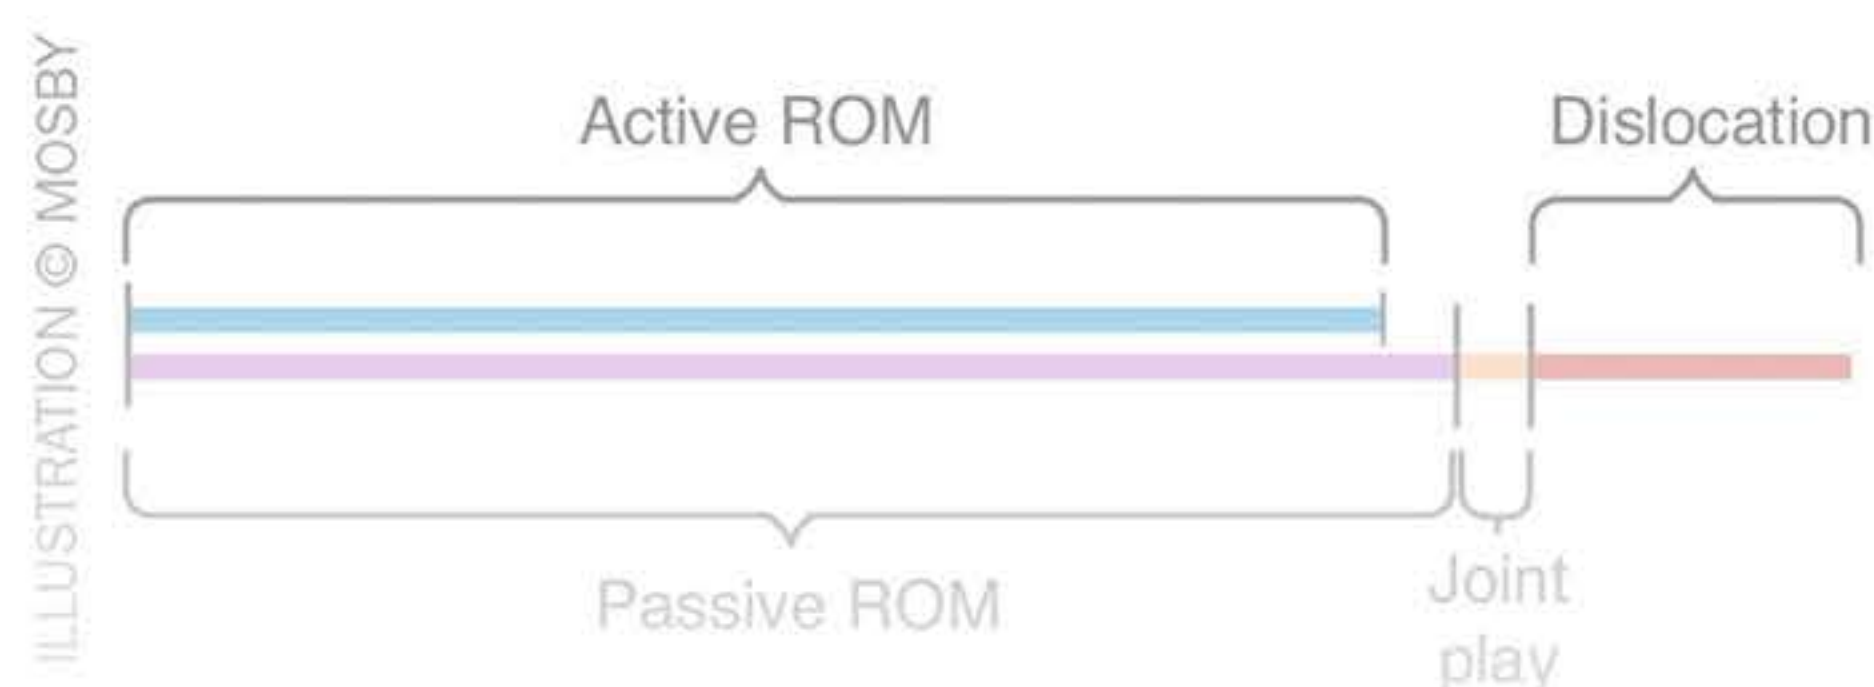 ILLUSTRATION © MOSBY
Active ROM
Dislocation
Passive ROM
Joint
play